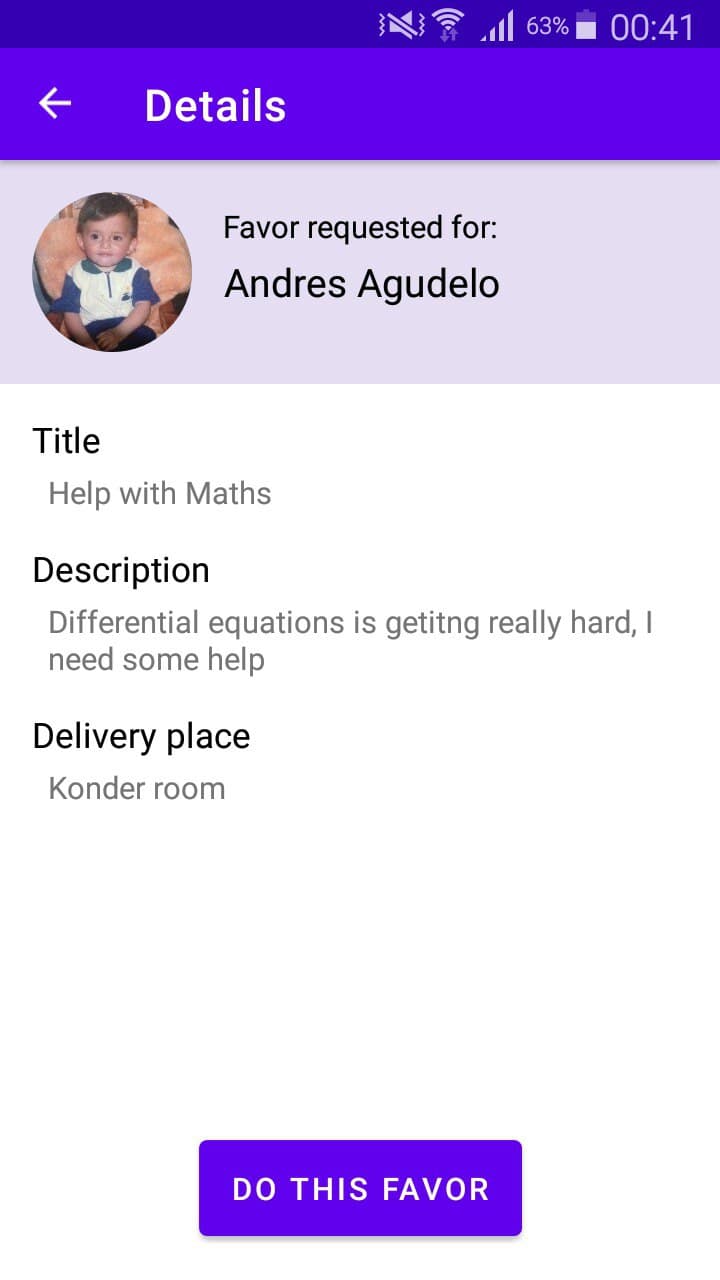 63% 00:41
Details
Favor requested for:
Andres Agudelo
Title
Help with Maths
Description
Differential equations is getitng really hard, I
need some help
Delivery place
Konder room
DO THIS FAVOR